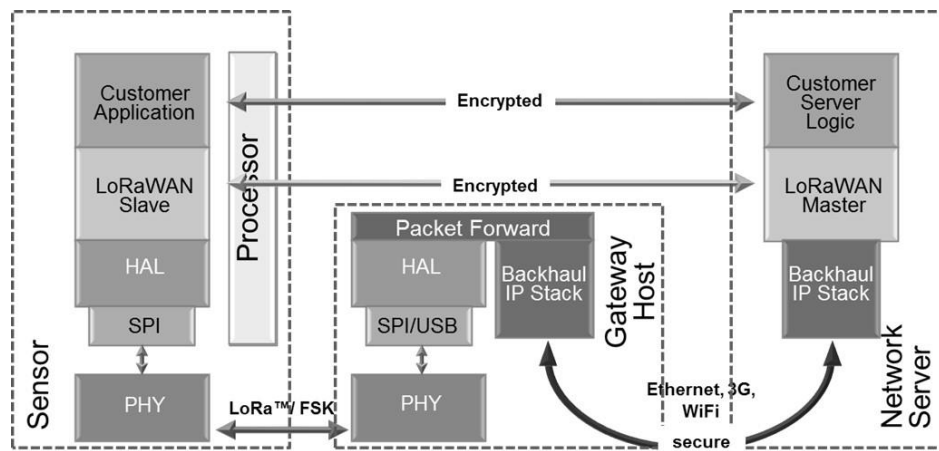 Customer
Application
LoRaWAN
Slave
HAL
SPI
PHY
Sensor
Processor
Encrypted
Encrypted
LoRa™/ FSK
Packet Forward
HAL
SPI/USB
PHY
Backhaul
IP Stack
Gateway
Host
Ethernet, 3G,
WiFi
secure
Customer
Server
Logic
LoRaWAN
Master
Backhaul
IP Stack
Network
Server